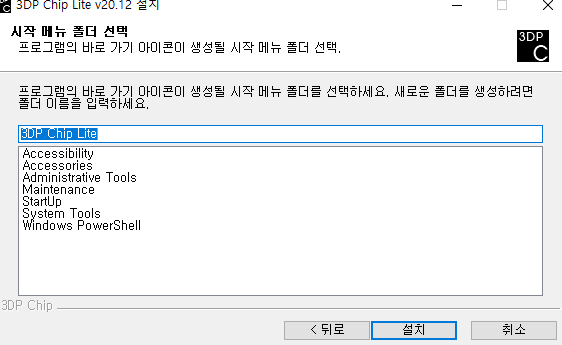 3DP Chip Lite v20.12 설치
시작 메뉴 폴더 선택
프로그램의 바로 가기 아이콘이 생성될 시작 메뉴 폴더 선택.
3DP
C
프로그램의 바로 가기 아이콘이 생성될 시작 메뉴 폴더를 선택하세요. 새로운 폴더를 생성하려면
폴더 이름을 입력하세요.
3DP Chip Lite
Accessibility
Accessories
Administrative Tools
Maintenance
StartUp
System Tools
Windows PowerShell
3DP Chip
< 뒤로
설치
취소